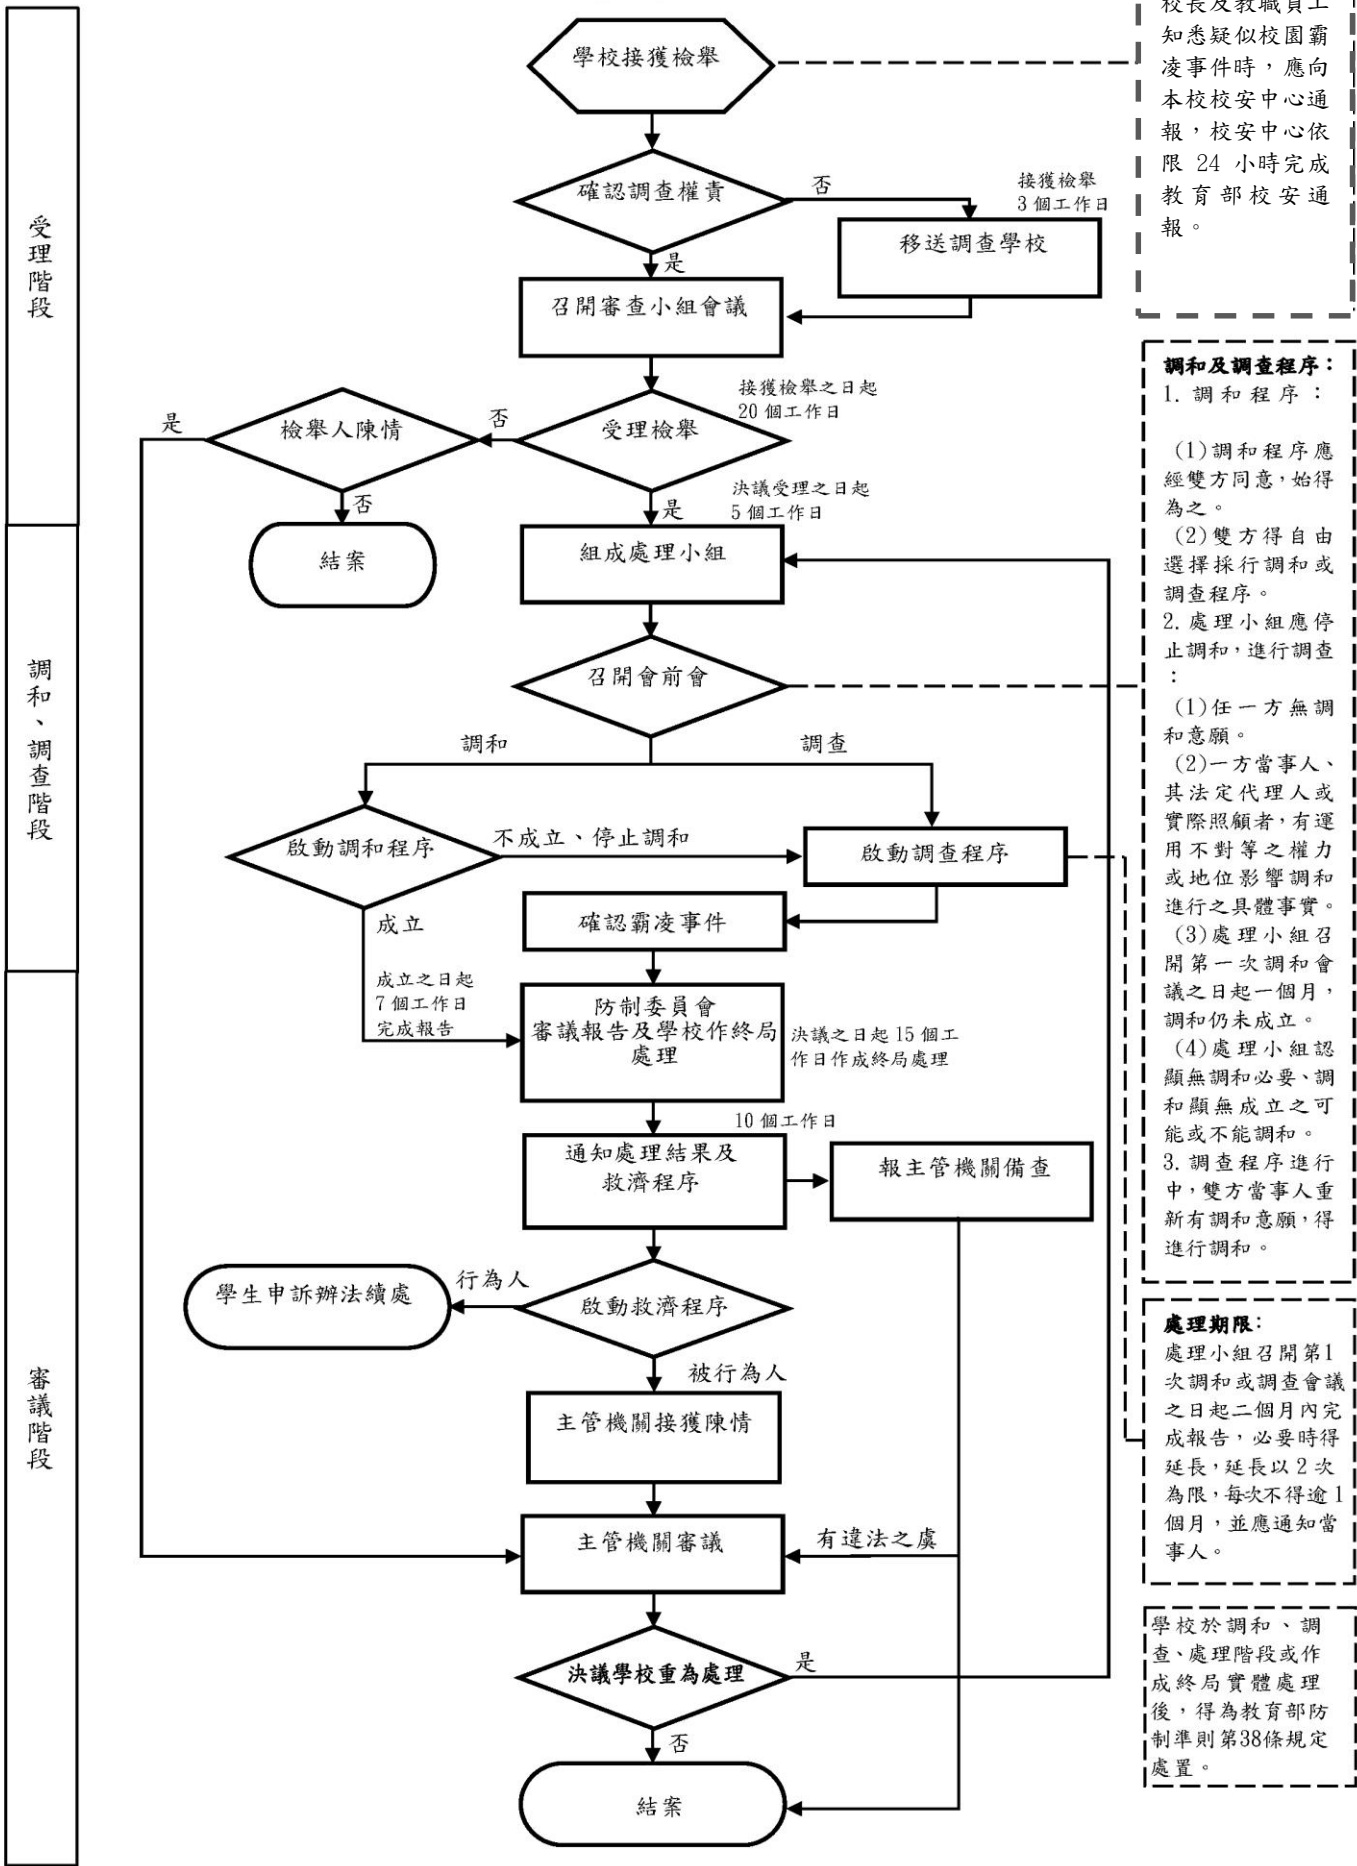 校長及教職員工
知悉疑似校園霸
凌事件時，應向
本校校安中心通
報，校安中心依
限 24 小時完成
教育部校安通
報。
受理階段
學校接獲檢舉
確認調查權責
否
接獲檢舉
3 個工作日
移送調查學校
是
召開審查小組會議
接獲檢舉之日起
20 個工作日
受理檢舉
否
檢舉人陳情
是
否
結案
決議受理之日起
5 個工作日
是
調和、調查階段
組成處理小組
召開會前會
調和
調查
啟動調和程序
不成立、停止調和
啟動調查程序
成立
確認霸凌事件
成立之日起
7 個工作日
完成報告
審議階段
防制委員會
審議報告及學校作終局
處理
決議之日起 15 個工
作日作成終局處理
10 個工作日
通知處理結果及
救濟程序
報主管機關備查
學生申訴辦法續處
行為人
啟動救濟程序
被行為人
主管機關接獲陳情
主管機關審議
有違法之虞
決議學校重為處理
是
否
結案
調和及調查程序：
1. 調和程序：
(1)調和程序應
經雙方同意，始得
為之。
(2)雙方得自由
選擇採行調和或
調查程序。
2. 處理小組應停
止調和，進行調查
：
(1)任一方無調
和意願。
(2)一方當事人、
其法定代理人或
實際照顧者，有運
用不對等之權力
或地位影響調和
進行之具體事實。
(3)處理小組召
開第一次調和會
議之日起一個月，
調和仍未成立。
(4)處理小組認
顯無調和必要、調
和顯無成立之可
能或不能調和。
3. 調查程序進行
中，雙方當事人重
新有調和意願，得
進行調和。
處理期限：
處理小組召開第1
次調和或調查會議
之日起二個月內完
成報告，必要時得
延長，延長以 2 次
為限，每次不得逾 1
個月，並應通知當
事人。
學校於調和、調
查、處理階段或作
成終局實體處理
後，得為教育部防
制準則第38條規定
處置。